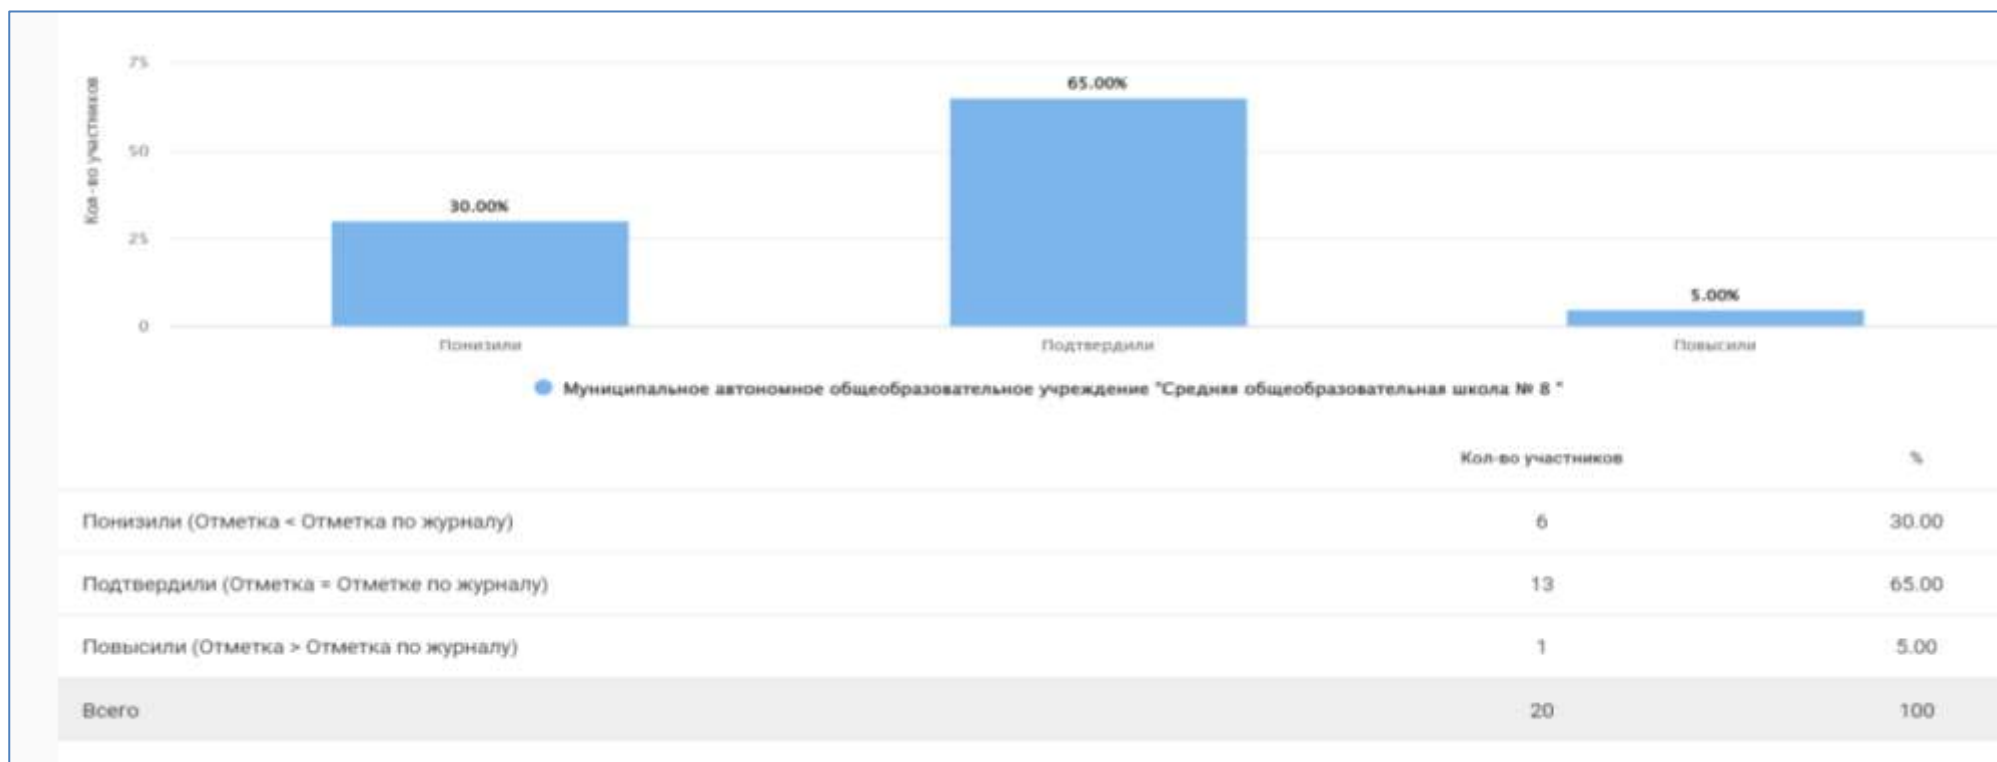 75
Кол-во участников
65.00%
50
30.00%
25
5.00%
0
Понизили Подтвердили Повысили
Муниципальное автономное общеобразовательное учреждение "Средняя общеобразовательная школа № 8 "
Кол-во участников %
Понизили (Отметка < Отметка по журналу) 6 30.00
Подтвердили (Отметка = Отметке по журналу) 13 65.00
Повысили (Отметка > Отметка по журналу) 1 5.00
Всего 20 100